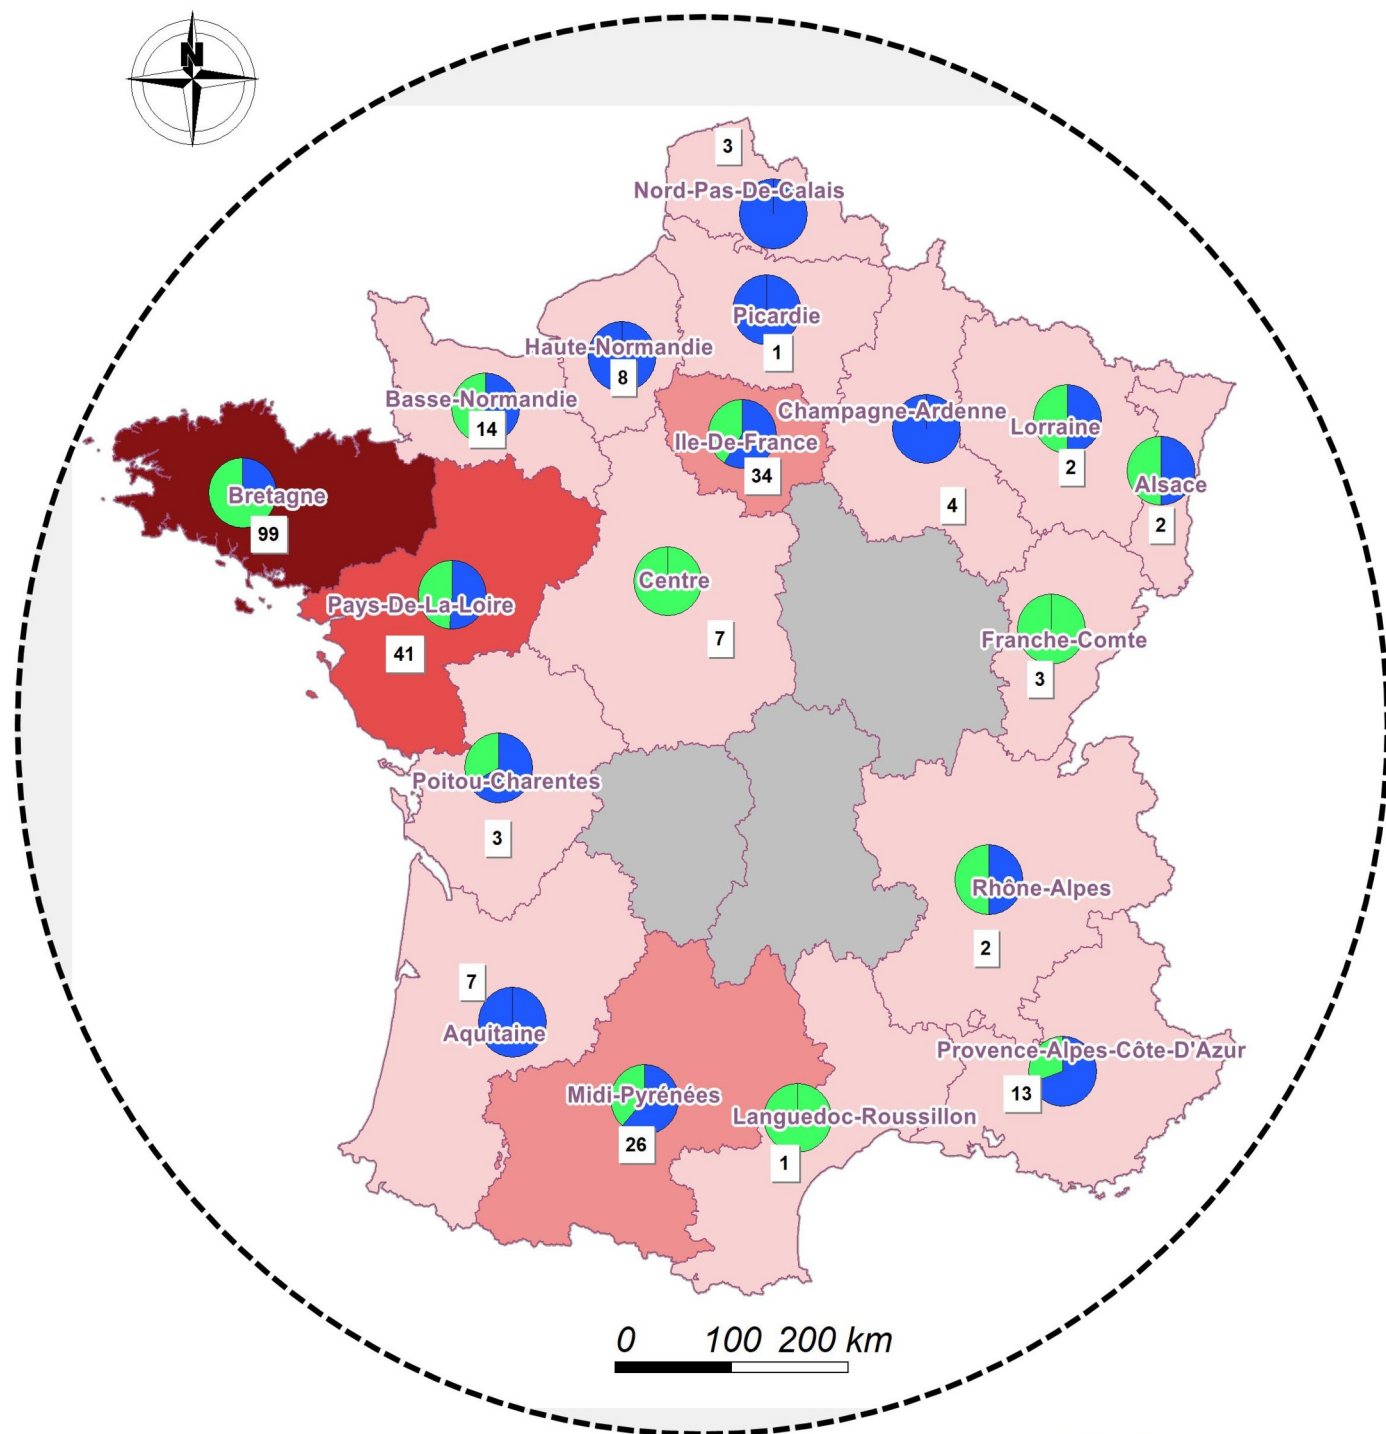 N
3
Nord-Pas-De-Calais
Picardie
1
Haute-Normandie
8
Basse-Normandie
14
Ile-De-France
34
Champagne-Ardenne
4
Lorraine
2
Alsace
2
Bretagne
99
Pays-De-La-Loire
41
Centre
7
Franche-Comte
3
Poitou-Charentes
3
Rhône-Alpes
2
7
Aquitaine
Provence-Alpes-Côte-D'Azur
13
Midi-Pyrénées
26
Languedoc-Roussillon
1
0 100 200 km